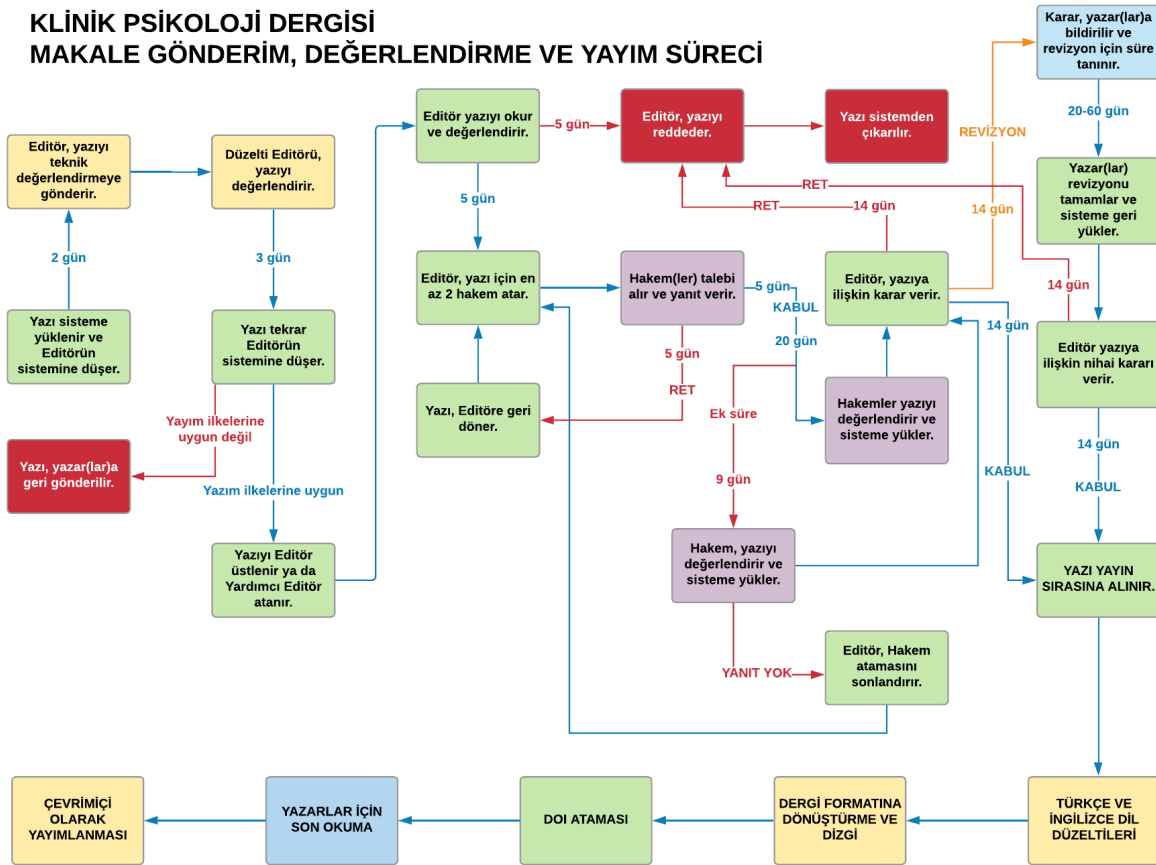 KLİNİK PSİKOLOJİ DERGİSİ
MAKALE GÖNDERİM, DEĞERLENDİRME VE YAYIM SÜRECİ
Editör, yazıyı
teknik
değerlendirmeye
gönderir.
Düzelti Editörü,
yazıyı
değerlendirir.
2 gün
3 gün
Yazı sisteme
yüklenir ve
Editörün
sistemine düşer.
Yazı tekrar
Editörün
sistemine düşer.
Yayım ilkelerine
uygun değil
Yazı, yazar(lar)a
geri gönderilir.
Yazım ilkelerine uygun
Yazıyı Editör
üstlenir ya da
Yardımcı Editör
atanır.
Editör yazıyı okur
ve değerlendirir.
5 gün
Editör, yazıyı
reddeder.
Yazı sistemden
çıkarılır.
5 gün
Editör, yazı için en
az 2 hakem atar.
Hakem(ler) talebi
alır ve yanıt verir.
5 gün
RET
Yazı, Editöre geri
döner.
5 gün
KABUL
20 gün
Hakemler yazıyı
değerlendirir ve
sisteme yükler.
Ek süre
9 gün
Hakem, yazıyı
değerlendirir ve
sisteme yükler.
YANIT YOK
Editör, Hakem
atamasını
sonlandırır.
Editör, yazıya
ilişkin karar verir.
RET
14 gün
REVİZYON
14 gün
14 gün
KABUL
Karar, yazar(lar)a
bildirilir ve
revizyon için süre
tanınır.
20-60 gün
Yazar(lar)
revizyonu
tamamlar ve
sisteme geri
yükler.
RET
14 gün
Editör yazıya
ilişkin nihai kararı
verir.
14 gün
KABUL
YAZI YAYIN
SIRASINA ALINIR.
TÜRKÇE VE
İNGİLİZCE DİL
DÜZELTİLERİ
DERGİ FORMATINA
DÖNÜŞTÜRME VE
DİZGİ
DOI ATAMASI
YAZARLAR İÇİN
SON OKUMA
ÇEVRİMİÇİ
OLARAK
YAYIMLANMASI